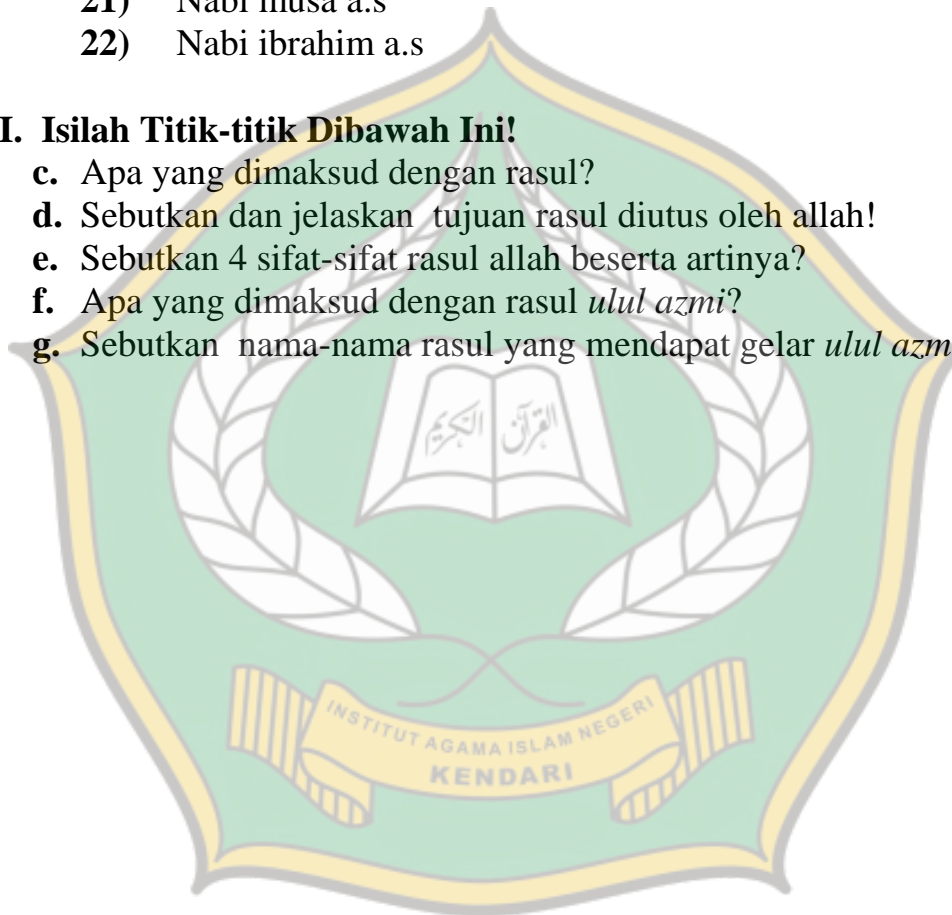 21) Nabi musa a.s
22) Nabi ibrahim a.s
I. Isilah Titik-titik Dibawah Ini!
c. Apa yang dimaksud dengan rasul?
d. Sebutkan dan jelaskan tujuan rasul diutus oleh allah!
e. Sebutkan 4 sifat-sifat rasul allah beserta artinya?
f. Apa yang dimaksud dengan rasul ulul azmi?
g. Sebutkan nama-nama rasul yang mendapat gelar ulul azm
القرآن الكريم
INSTITUT AGAMA ISLAM NEGERI
KENDARI